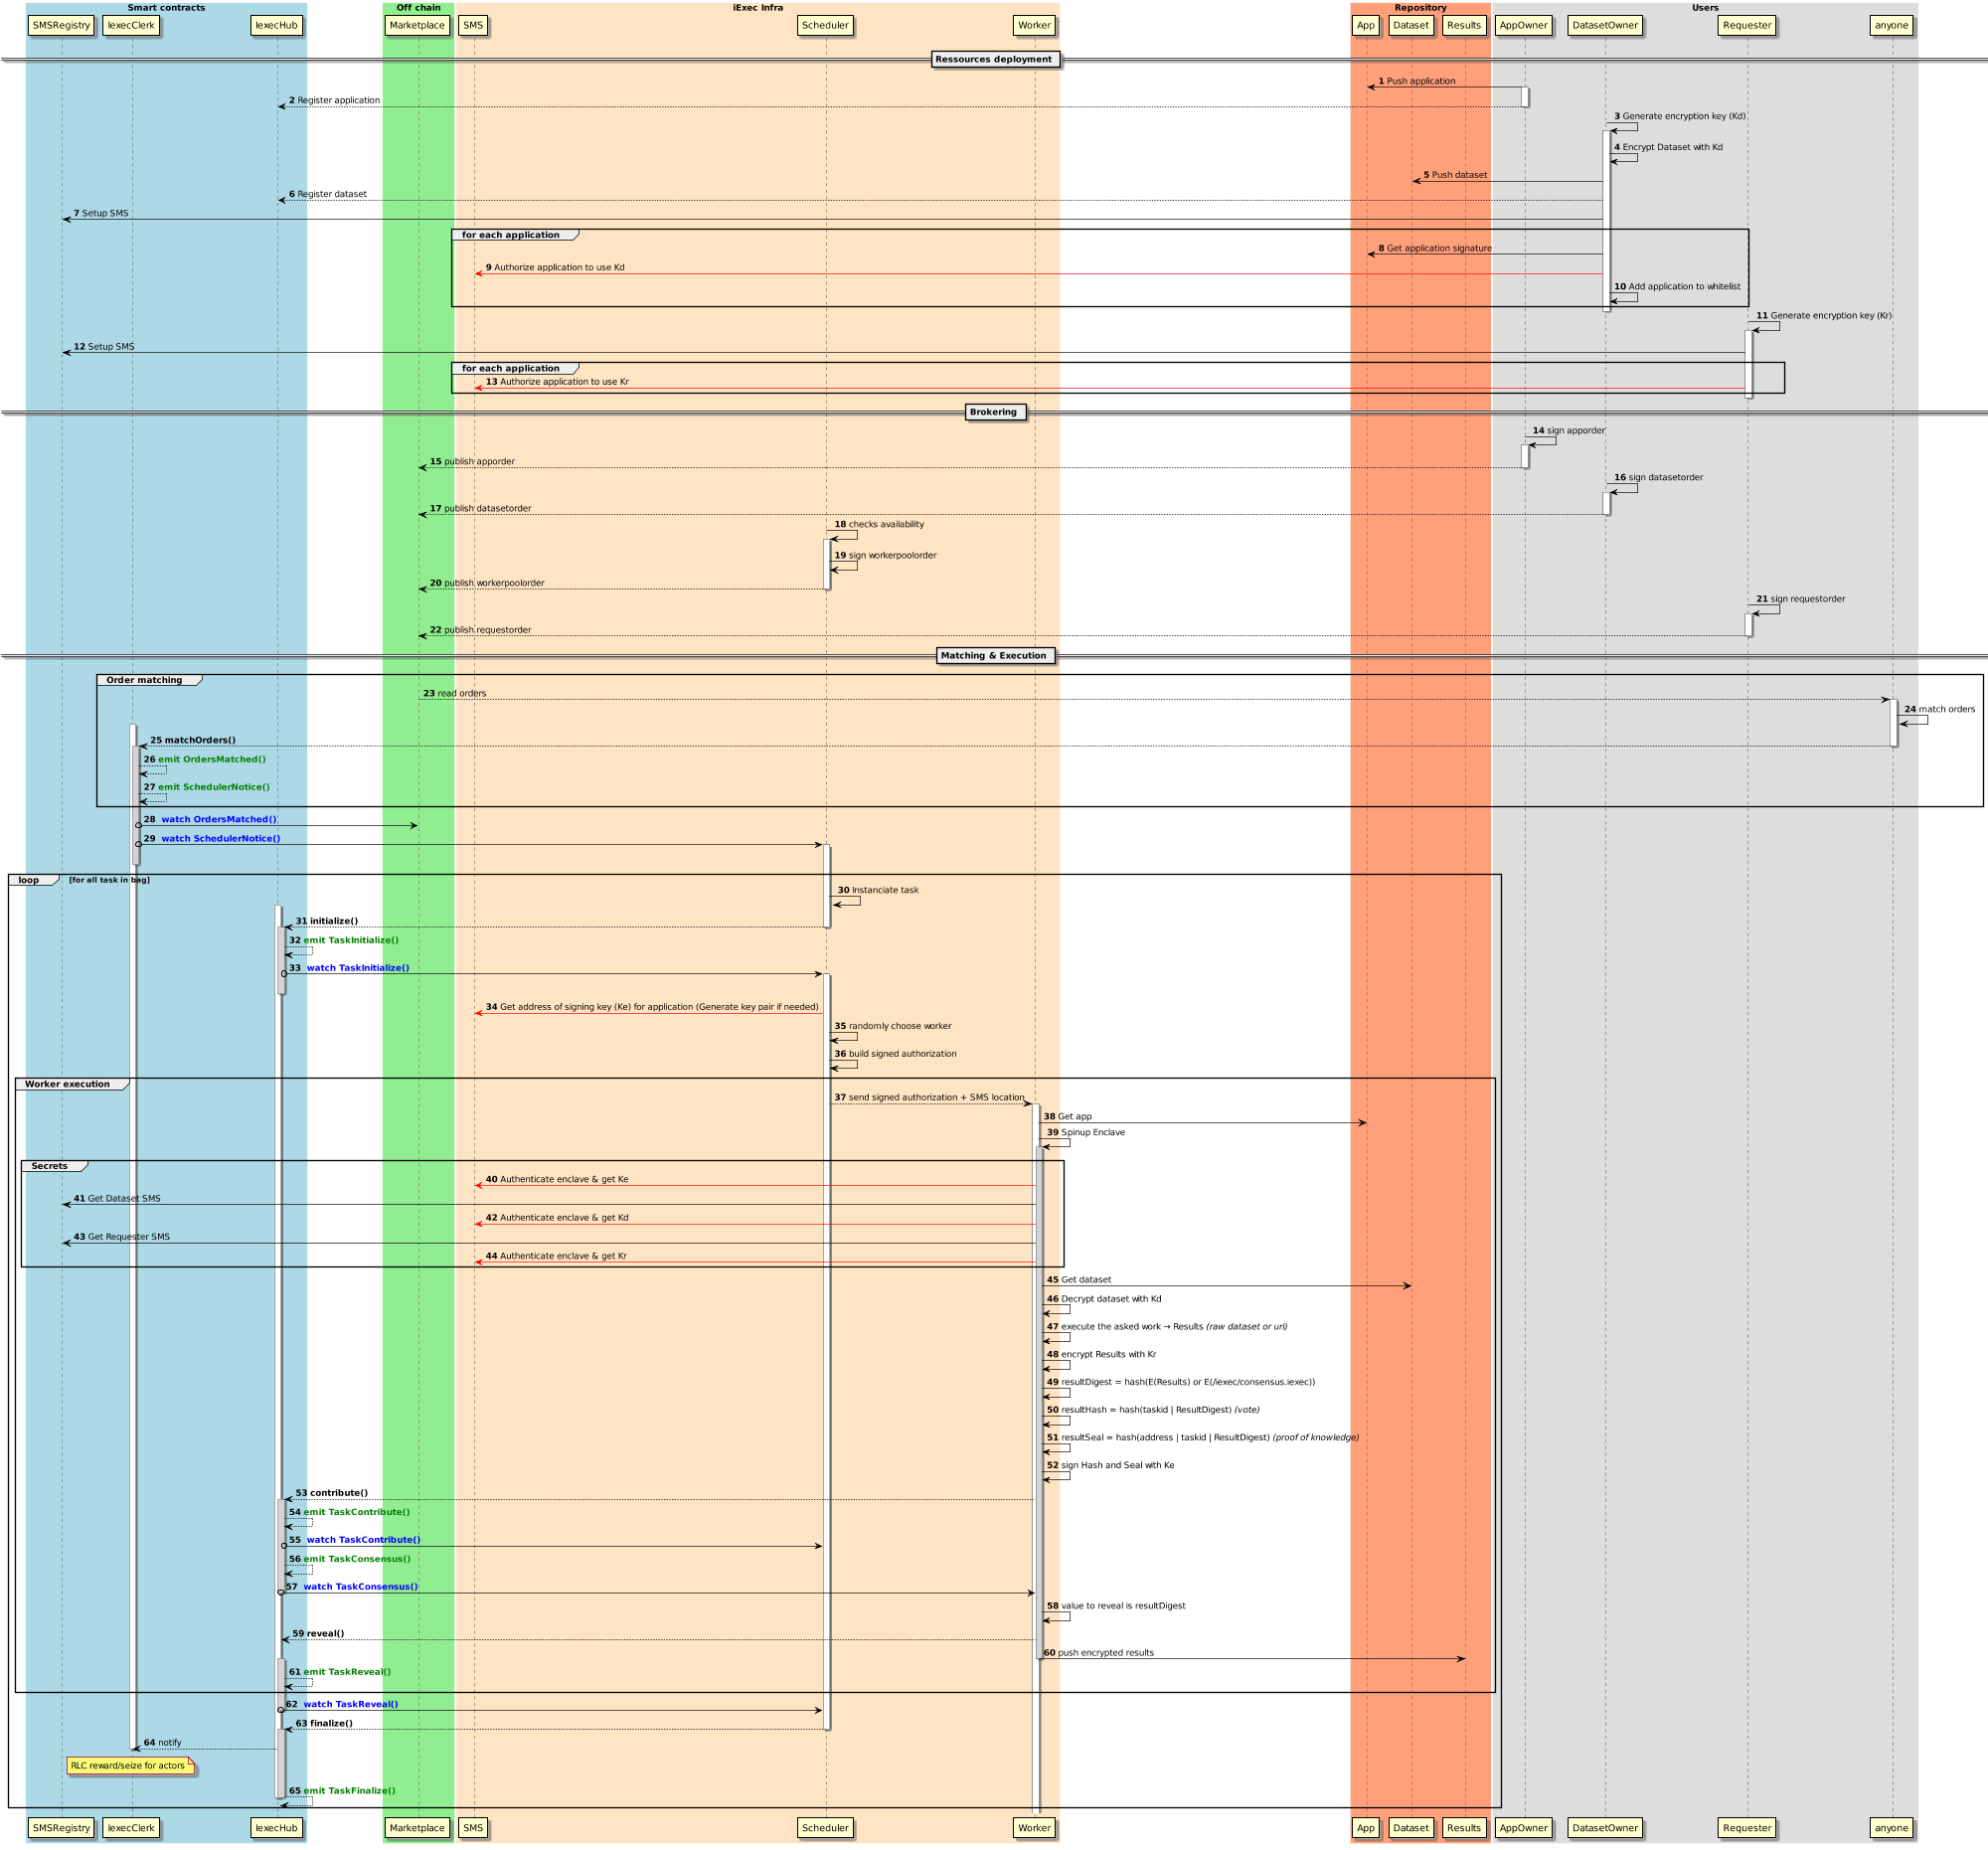 Smart contracts
Off chain
iExec Infra
Repository
Users
SMSRegistry
IexecClerk
IexecHub
Marketplace
SMS
Scheduler
Worker
App
Dataset
Results
AppOwner
DatasetOwner
Requester
anyone
Ressources deployment
1 Push application
2 Register application
3 Generate encryption key (Kd)
4 Encrypt Dataset with Kd
5 Push dataset
6 Register dataset
7 Setup SMS
for each application
8 Get application signature
9 Authorize application to use Kd
10 Add application to whitelist
11 Generate encryption key (Kr)
12 Setup SMS
for each application
13 Authorize application to use Kr
Brokering
14 sign apporder
15 publish apporder
16 sign datasetorder
17 publish datasetorder
18 checks availability
19 sign workerpoolorder
20 publish workerpoolorder
21 sign requestorder
22 publish requestorder
Matching & Execution
Order matching
23 read orders
24 match orders
25 matchOrders()
26 emit OrdersMatched()
27 emit SchedulerNotice()
28 watch OrdersMatched()
29 watch SchedulerNotice()
loop [for all task in bag]
30 Instanciate task
31 initialize()
32 emit TaskInitialize()
33 watch TaskInitialize()
34 Get address of signing key (Ke) for application (Generate key pair if needed)
35 randomly choose worker
36 build signed authorization
Worker execution
37 send signed authorization + SMS location
38 Get app
39 Spinup Enclave
Secrets
40 Authenticate enclave & get Ke
41 Get Dataset SMS
42 Authenticate enclave & get Kd
43 Get Requester SMS
44 Authenticate enclave & get Kr
45 Get dataset
46 Decrypt dataset with Kd
47 execute the asked work → Results (raw dataset or uri)
48 encrypt Results with Kr
49 resultDigest = hash(E(Results) or E(/iexec/consensus.iexec))
50 resultHash = hash(taskid | ResultDigest) (vote)
51 resultSeal = hash(address | taskid | ResultDigest) (proof of knowledge)
52 sign Hash and Seal with Ke
53 contribute()
54 emit TaskContribute()
55 watch TaskContribute()
56 emit TaskConsensus()
57 watch TaskConsensus()
58 value to reveal is resultDigest
59 reveal()
60 push encrypted results
61 emit TaskReveal()
62 watch TaskReveal()
63 finalize()
64 notify
RLC reward/seize for actors
65 emit TaskFinalize()
SMSRegistry
IexecClerk
IexecHub
Marketplace
SMS
Scheduler
Worker
App
Dataset
Results
AppOwner
DatasetOwner
Requester
anyone